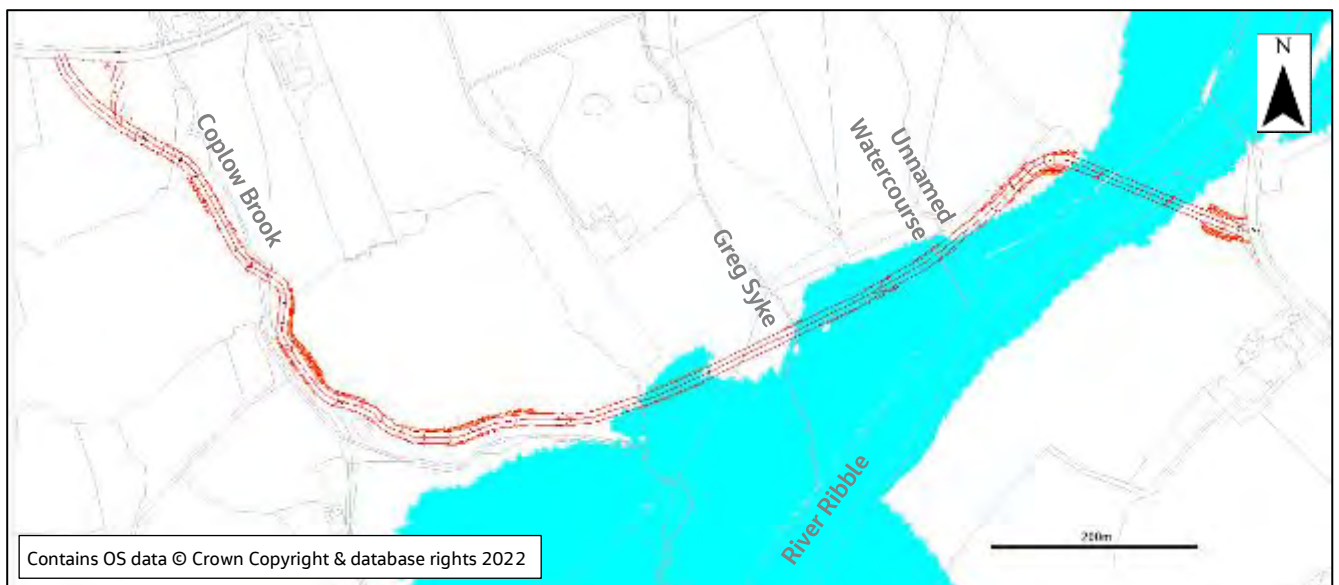 N
Coplow Brook
Unnamed
Watercourse
Greg Syke
River Ribble
200m
Contains OS data © Crown Copyright & database rights 2022